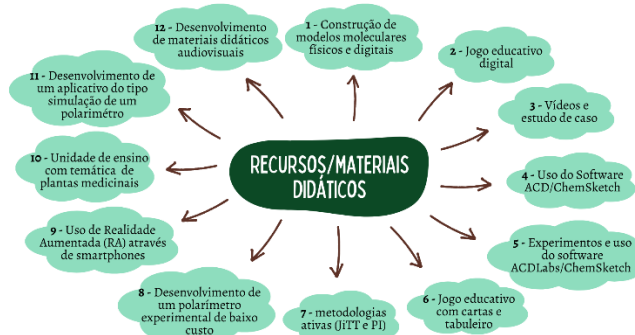 RECURSOS/MATERIAIS
DIDÁTICOS
1 - Construção de
modelos moleculares
físicos e digitais
2 - Jogo educativo
digital
3 - Vídeos e
estudo de caso
4 - Uso do Software
ACD/ChemSketch
5 - Experimentos e uso
do software
ACDLabs/ChemSketch
6 - Jogo educativo
com cartas e
tabuleiro
7 - metodologias
ativas (JiTT e PI)
8 - Desenvolvimento
de um polarímetro
experimental de baixo
custo
9 - Uso de Realidade
Aumentada (RA) através
de smartphones
10 - Unidade de ensino
com temática de
plantas medicinais
11 - Desenvolvimento de
um aplicativo do tipo
simulação de um
polarimétro
12 - Desenvolvimento
de materiais didáticos
audiovisuais